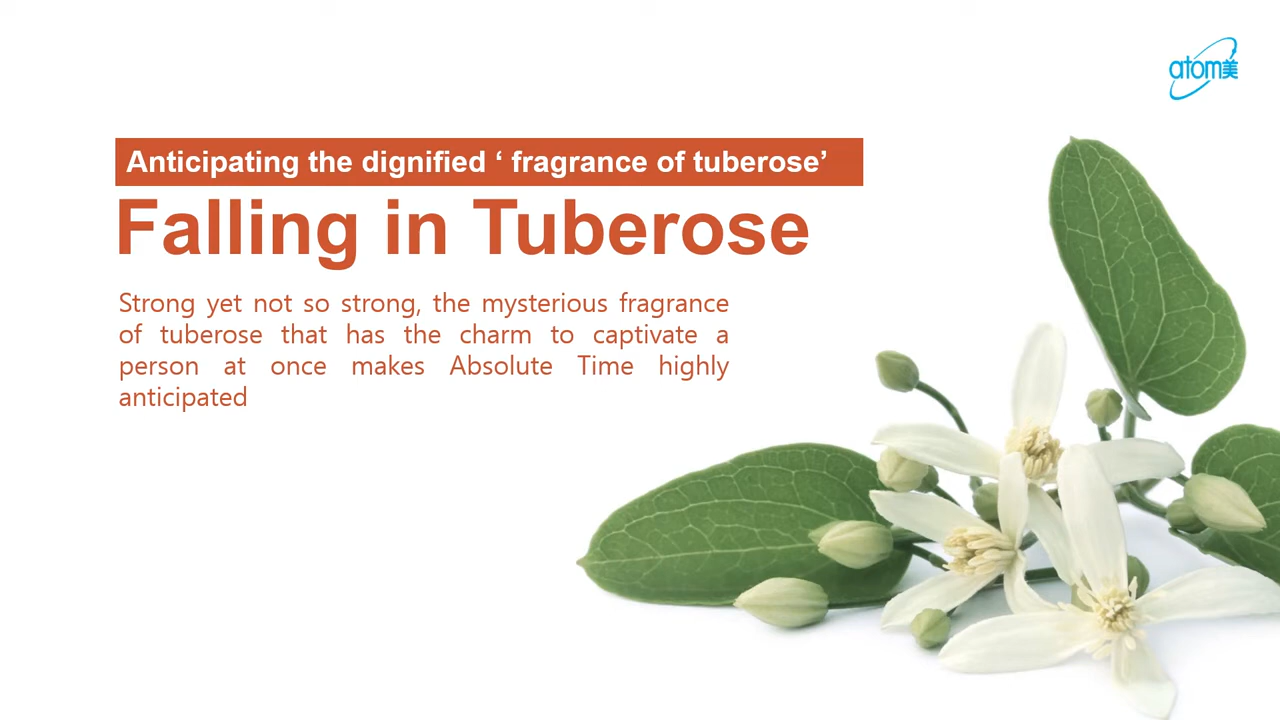 atom美
Anticipating the dignified ‘ fragrance of tuberose’
Falling in Tuberose
Strong yet not so strong, the mysterious fragrance
of tuberose that has the charm to captivate a
person at once makes Absolute Time highly
anticipated